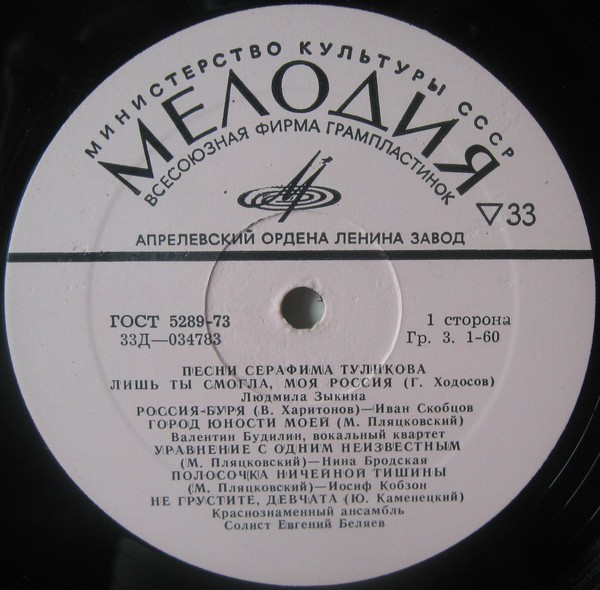 МИНИСТЕРСТВО КУЛЬТУРЫ СССР
МЕЛОДИЯ
ВСЕСОЮЗНАЯ ФИРМА ГРАМПЛАСТИНОК
▽33
АПРЕЛЕВСКИЙ ОРДЕНА ЛЕНИНА ЗАВОД
ГОСТ 5289-73
33Д—034783
1 сторона
Гр. 3. 1-60
ПЕСНИ СЕРАФИМА ТУЛИКОВА
ЛИШЬ ТЫ СМОГЛА, МОЯ РОССИЯ (Г. Ходосов)
Людмила Зыкина
РОССИЯ-БУРЯ (В. Харитонов)—Иван Скобцов
ГОРОД ЮНОСТИ МОЕЙ (М. Пляцковский)
Валентин Будилин, вокальный квартет
УРАВНЕНИЕ С ОДНИМ НЕИЗВЕСТНЫМ
(М. Пляцковский)—Нина Бродская
ПОЛОСОЧКА НИЧЕЙНОЙ ТИШИНЫ
(М. Пляцковский)—Иосиф Кобзон
НЕ ГРУСТИТЕ, ДЕВЧАТА (Ю. Каменецкий)
Краснознаменный ансамбль
Солист Евгений Беляев